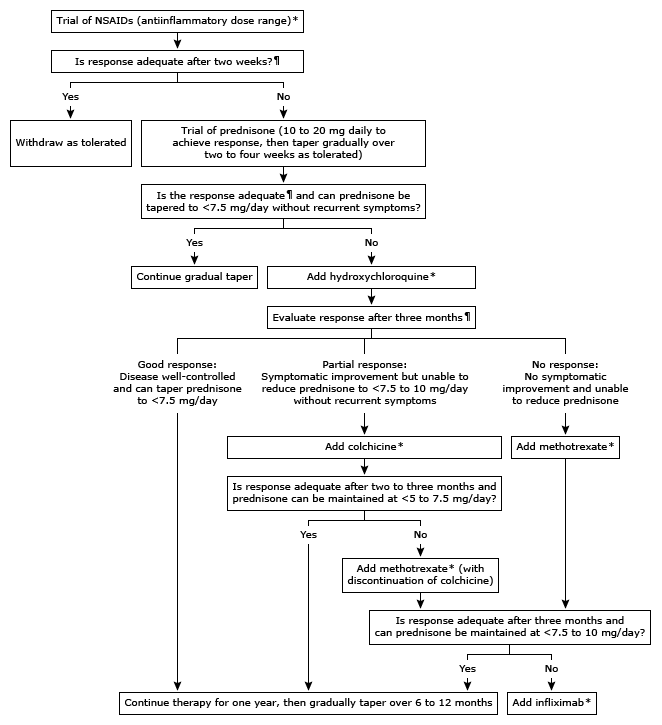 Trial of NSAIDs (antiinflammatory dose range)*
Is response adequate after two weeks?¶
Yes
No
Withdraw as tolerated
Trial of prednisone (10 to 20 mg daily to
achieve response, then taper gradually over
two to four weeks as tolerated)
Is the response adequate¶ and can prednisone be
tapered to <7.5 mg/day without recurrent symptoms?
Yes
No
Continue gradual taper
Add hydroxychloroquine*
Evaluate response after three months¶
Good response:
Disease well-controlled
and can taper prednisone
to <7.5 mg/day
Partial response:
Symptomatic improvement but unable to
reduce prednisone to <7.5 to 10 mg/day
without recurrent symptoms
No response:
No symptomatic
improvement and unable
to reduce prednisone
Add colchicine*
Add methotrexate*
Is response adequate after two to three months and
prednisone can be maintained at <5 to 7.5 mg/day?
Yes
No
Add methotrexate* (with
discontinuation of colchicine)
Is response adequate after three months and
can prednisone be maintained at <7.5 to 10 mg/day?
Yes
No
Continue therapy for one year, then gradually taper over 6 to 12 months
Add infliximab*